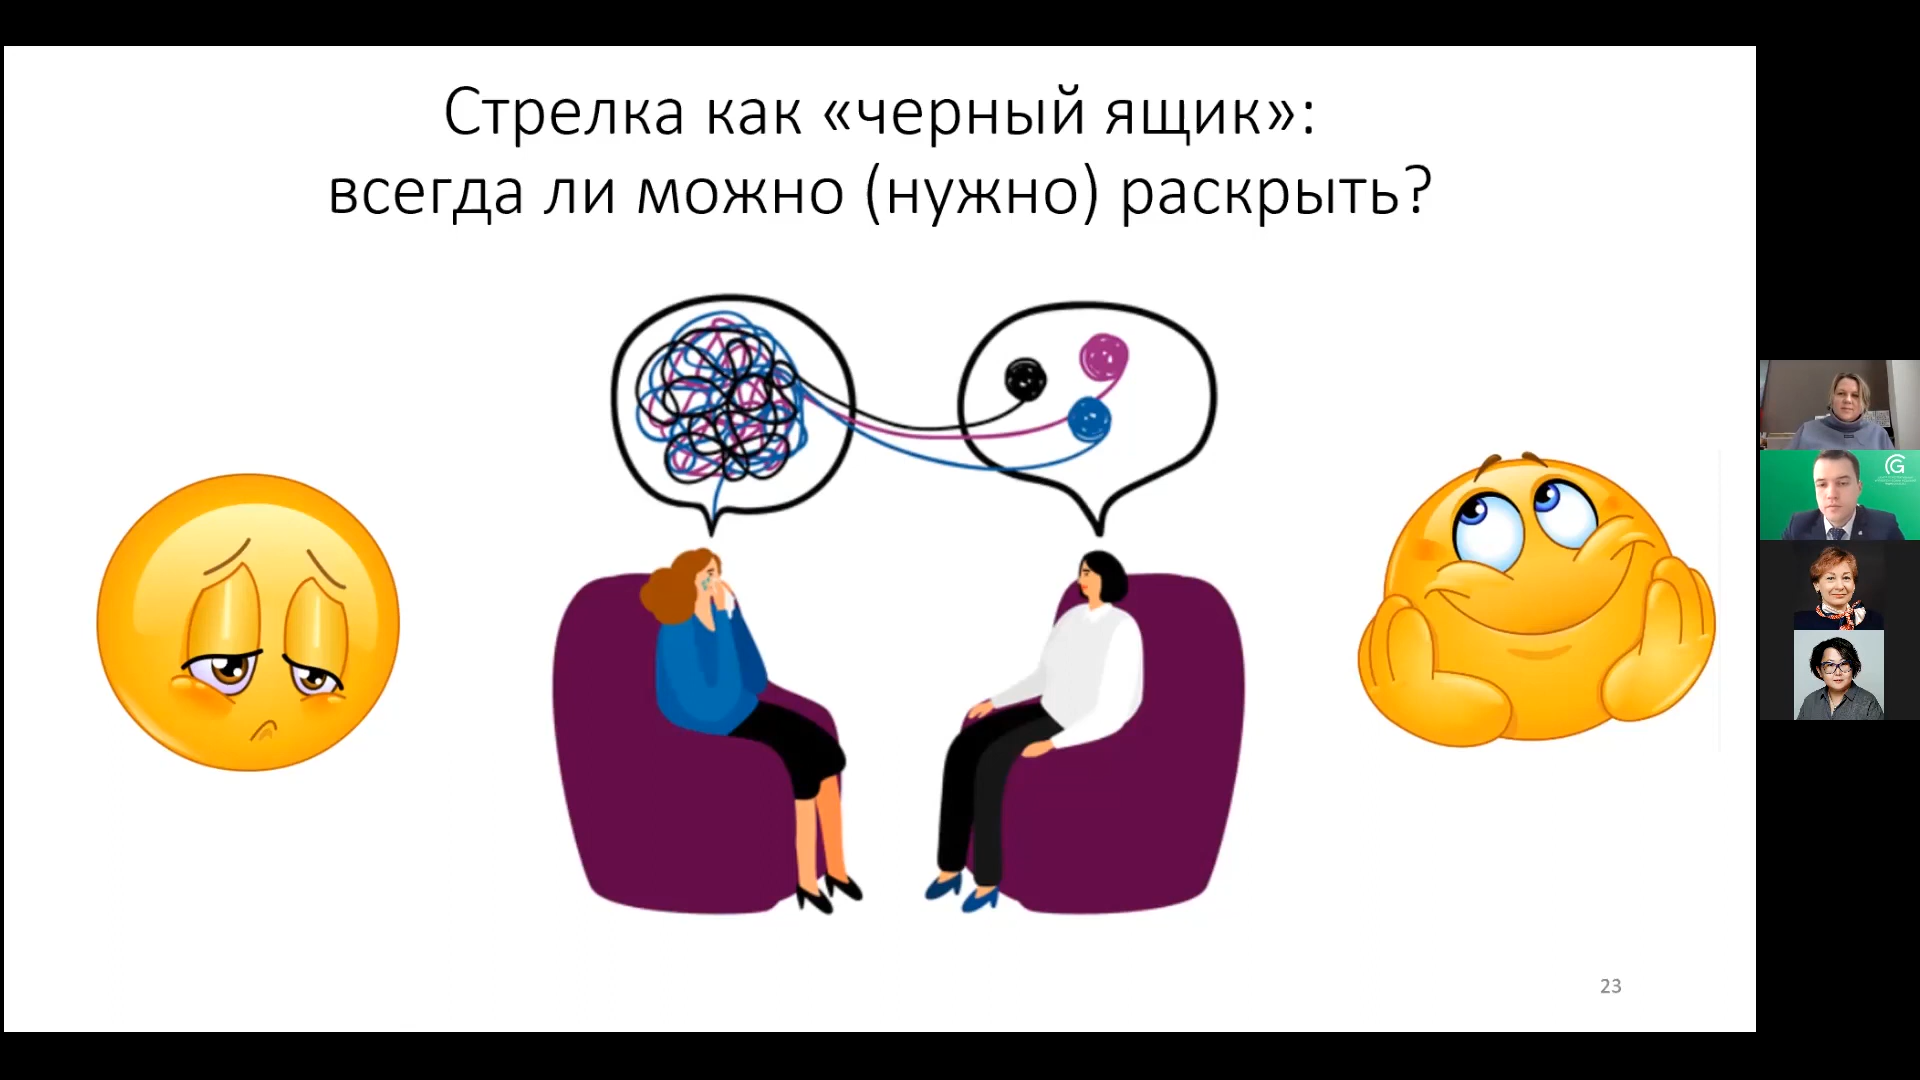 Стрелка как «черный ящик»:
всегда ли можно (нужно) раскрыть?
23